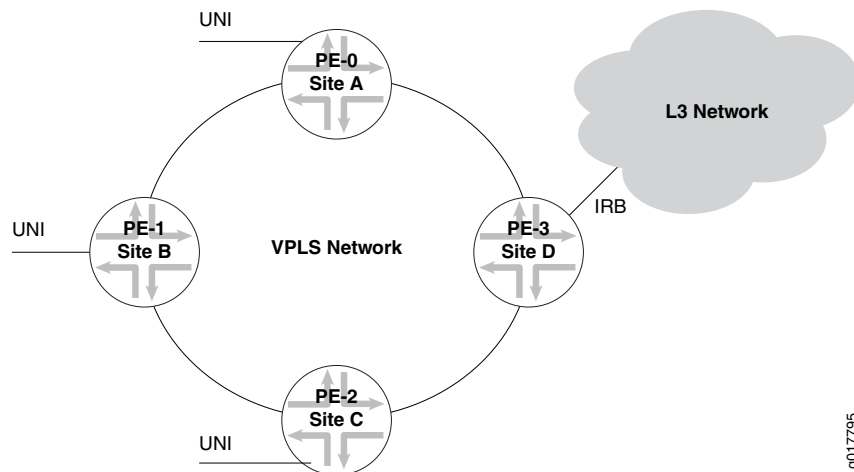 UNI
PE-0
Site A
L3 Network
IRB
UNI
PE-1
Site B
VPLS Network
PE-3
Site D
PE-2
Site C
UNI
g017795